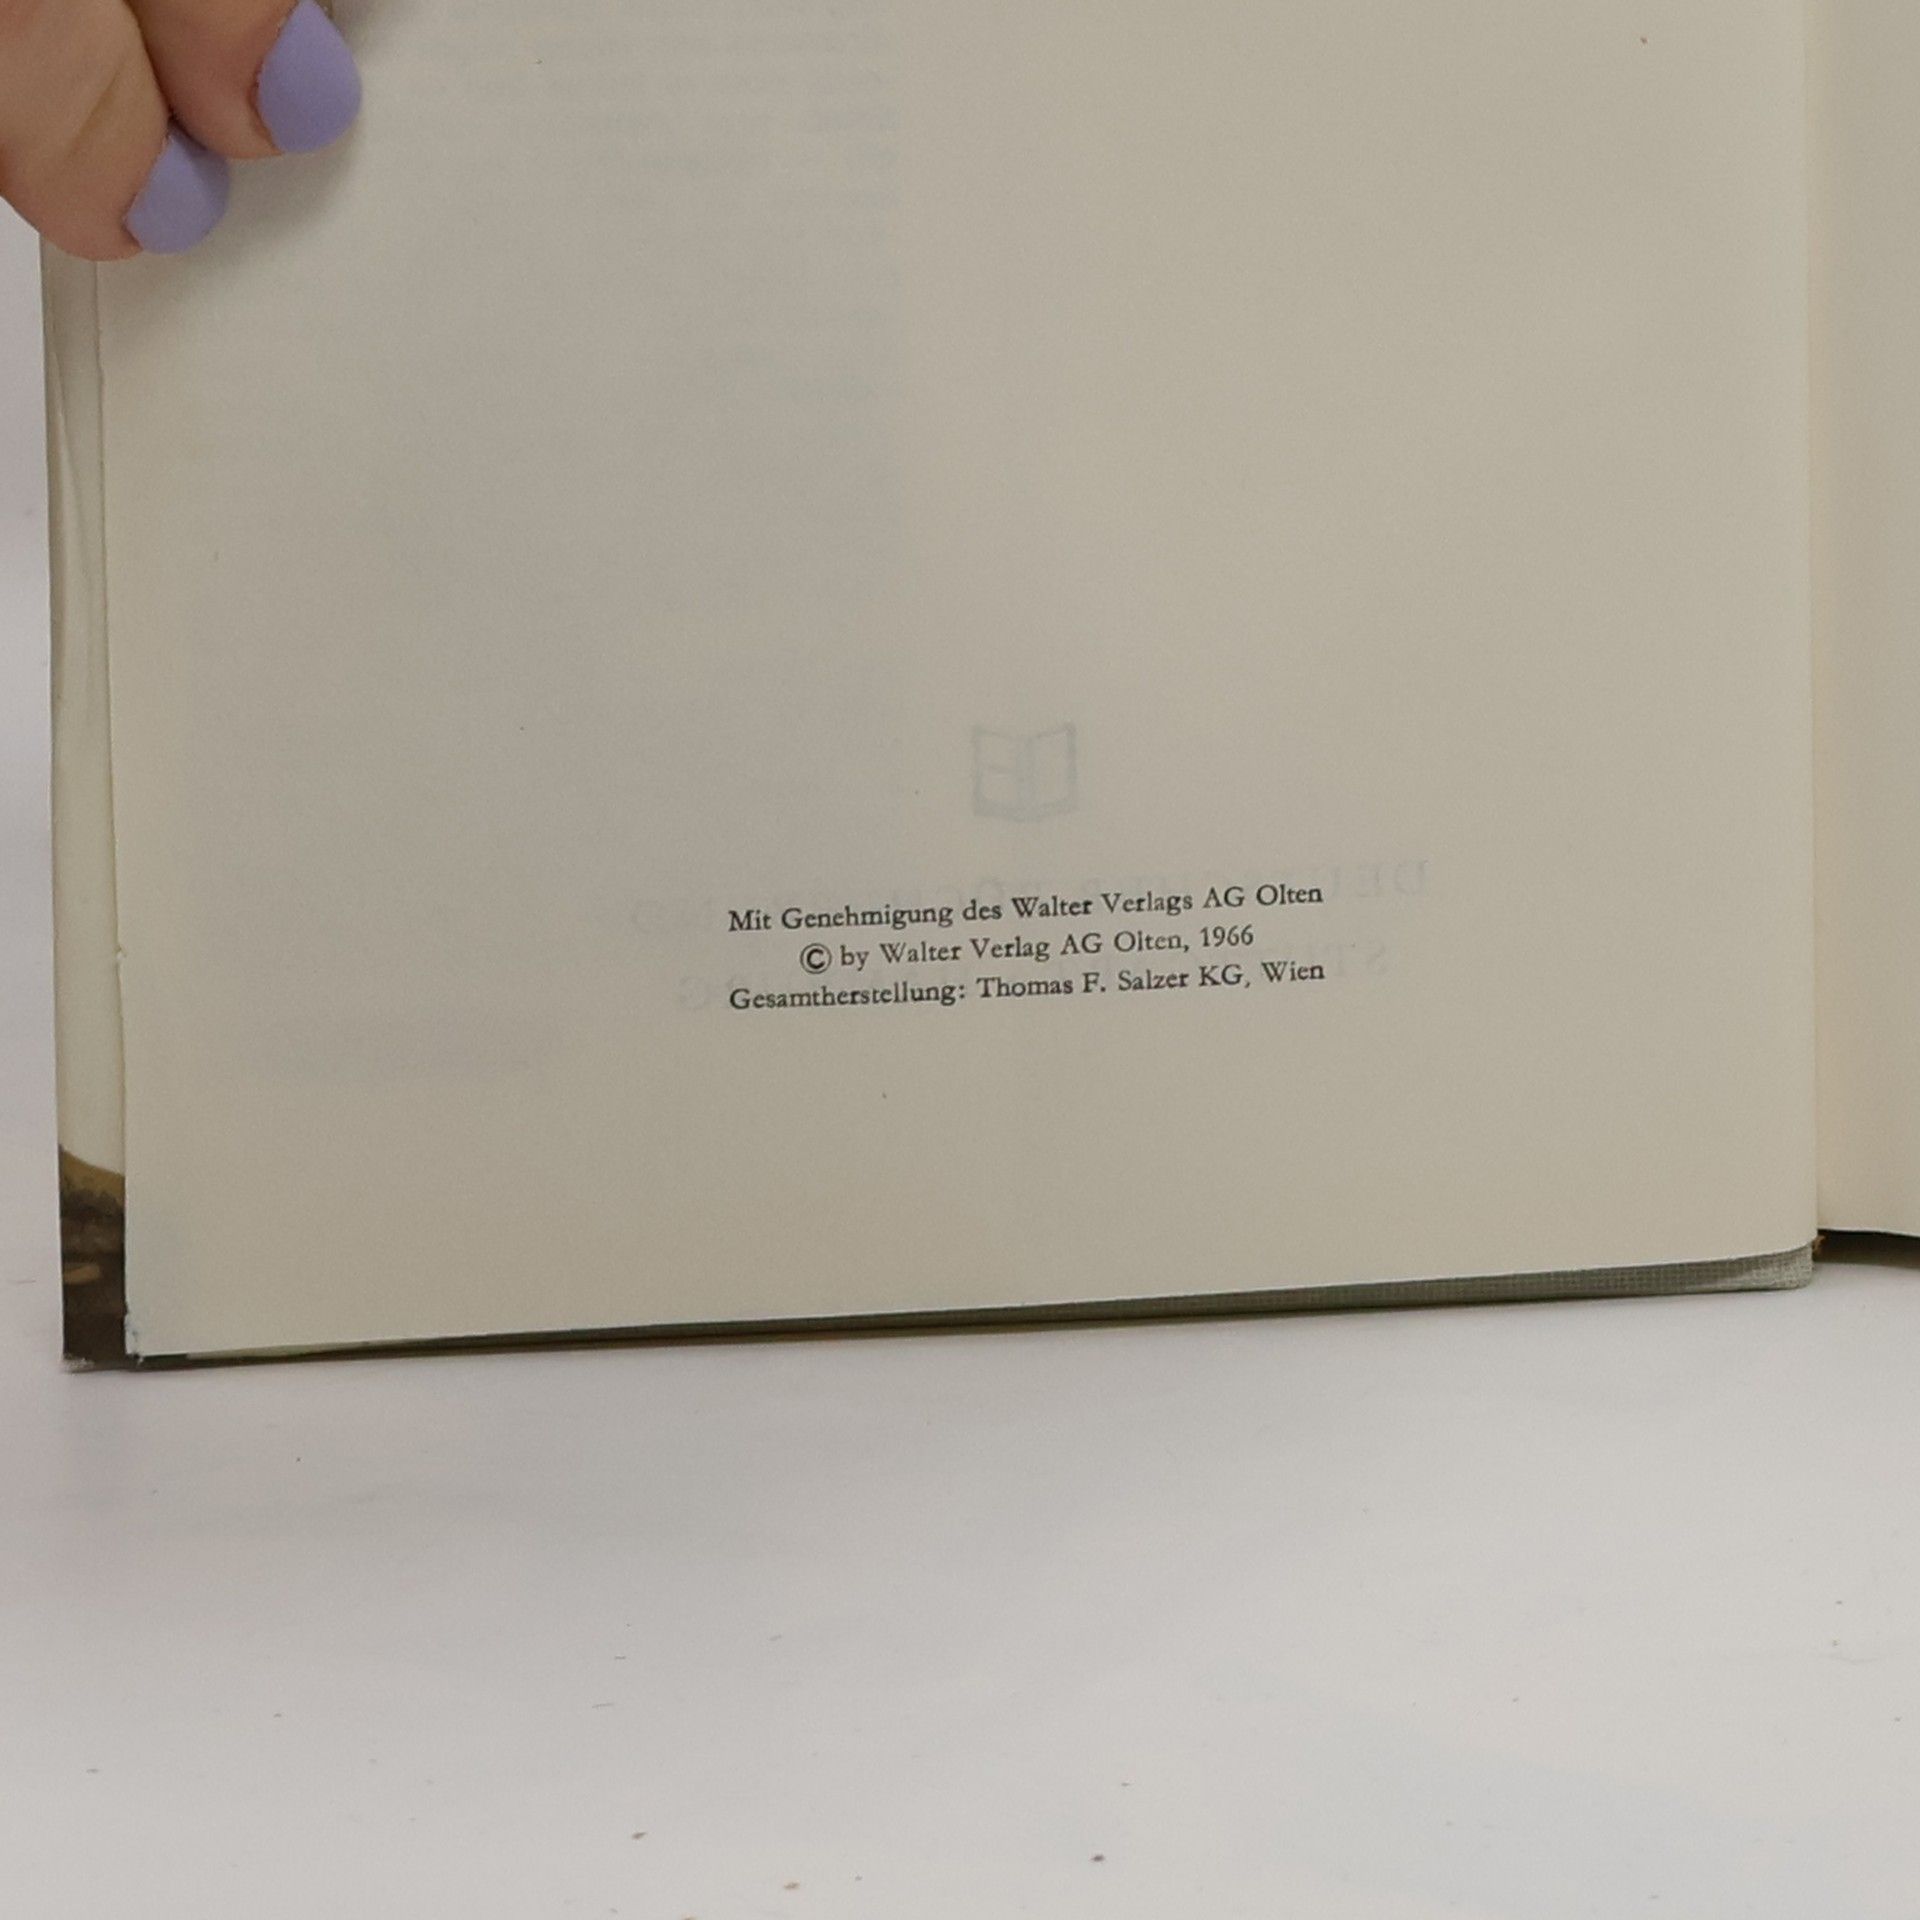 Mit Genehmigung des Walter Verlags AG Olten
© by Walter Verlag AG Olten, 1966
Gesamtherstellung: Thomas F. Salzer KG, Wien